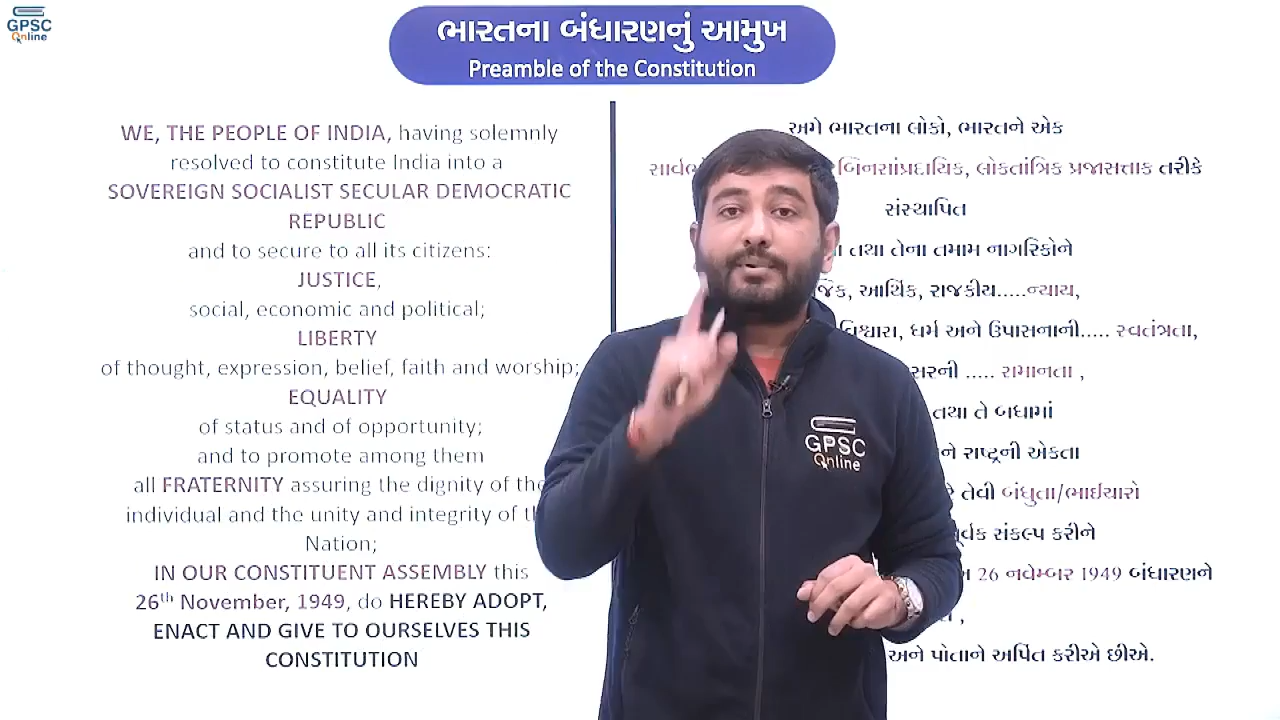 GPSC
Online
ભારતના બંધારણનું આમુખ
Preamble of the Constitution
WE, THE PEOPLE OF INDIA, having solemnly
resolved to constitute India into a
SOVEREIGN SOCIALIST SECULAR DEMOCRATIC
REPUBLIC
and to secure to all its citizens:
JUSTICE,
social, economic and political;
LIBERTY
of thought, expression, belief, faith and worship;
EQUALITY
of status and of opportunity;
and to promote among them
all FRATERNITY assuring the dignity of the
individual and the unity and integrity of
Nation;
IN OUR CONSTITUENT ASSEMBLY this
26th November, 1949, do HEREBY ADOPT,
ENACT AND GIVE TO OURSELVES THIS
CONSTITUTION
અમે ભારતના લોકો, ભારતને એક
બિનસાંપ્રદાયિક, લોકતાંત્રિક પ્રજાસત્તાક તરીકે
સંસ્થાપિત
તથા તેના તમામ નાગરિકોને
આર્થિક, રાજકીય.....ન્યાય,
ધર્મ અને ઉપાસનાની..... સ્વતંત્રતા,
..... સમાનતા ,
તથા તે બધામાં
રાષ્ટ્રની એકતા
તેવી બંધુતા/ભાઈચારો
સંકલ્પ કરીને
26 નવેમ્બર 1949 બંધારણને
અને પોતાને અર્પિત કરીએ છીએ.
GPSC
Online